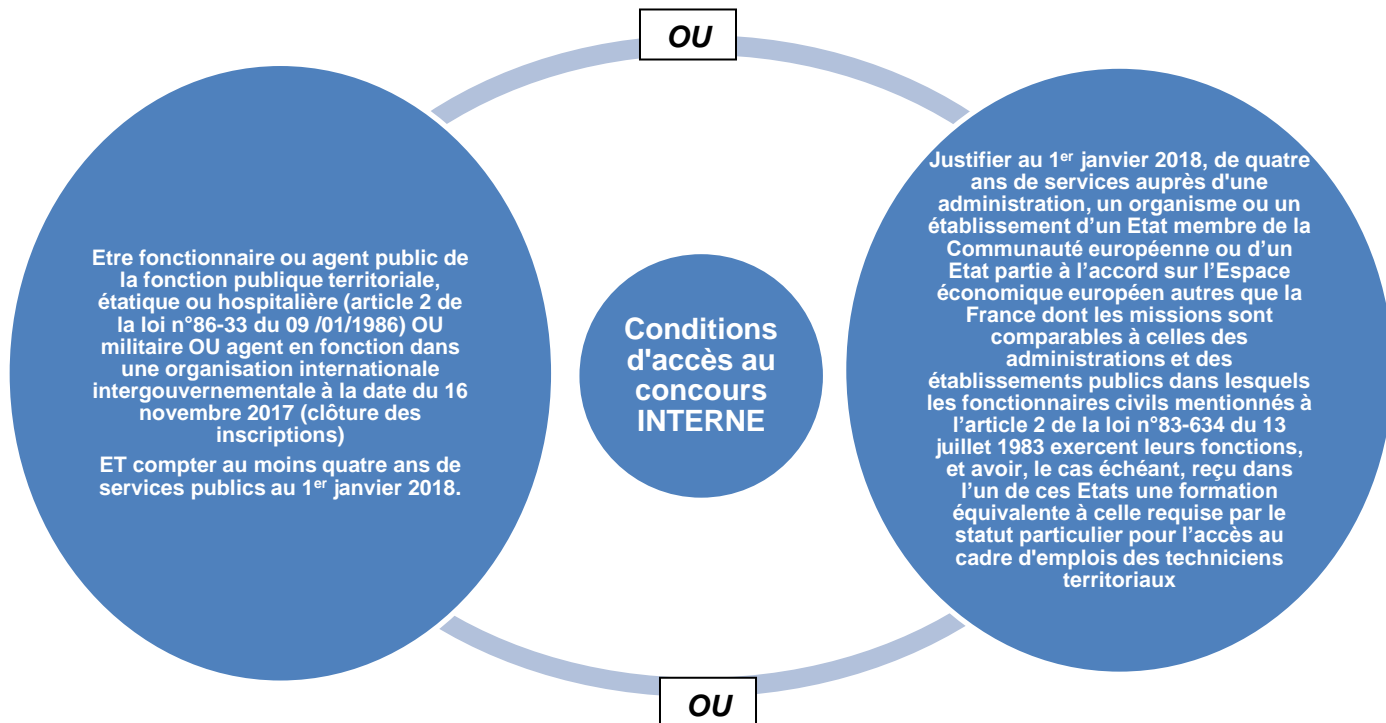 OU
Etre fonctionnaire ou agent public de
la fonction publique territoriale,
étatique ou hospitalière (article 2 de
la loi n°86-33 du 09 /01/1986) OU
militaire OU agent en fonction dans
une organisation internationale
intergouvernementale à la date du 16
novembre 2017 (clôture des
inscriptions)
ET compter au moins quatre ans de
services publics au 1er janvier 2018.
Conditions
d'accès au
concours
INTERNE
Justifier au 1er janvier 2018, de quatre
ans de services auprès d'une
administration, un organisme ou un
établissement d’un Etat membre de la
Communauté européenne ou d’un
Etat partie à l’accord sur l’Espace
économique européen autres que la
France dont les missions sont
comparables à celles des
administrations et des
établissements publics dans lesquels
les fonctionnaires civils mentionnés à
l’article 2 de la loi n°83-634 du 13
juillet 1983 exercent leurs fonctions,
et avoir, le cas échéant, reçu dans
l’un de ces Etats une formation
équivalente à celle requise par le
statut particulier pour l’accès au
cadre d'emplois des techniciens
territoriaux
OU